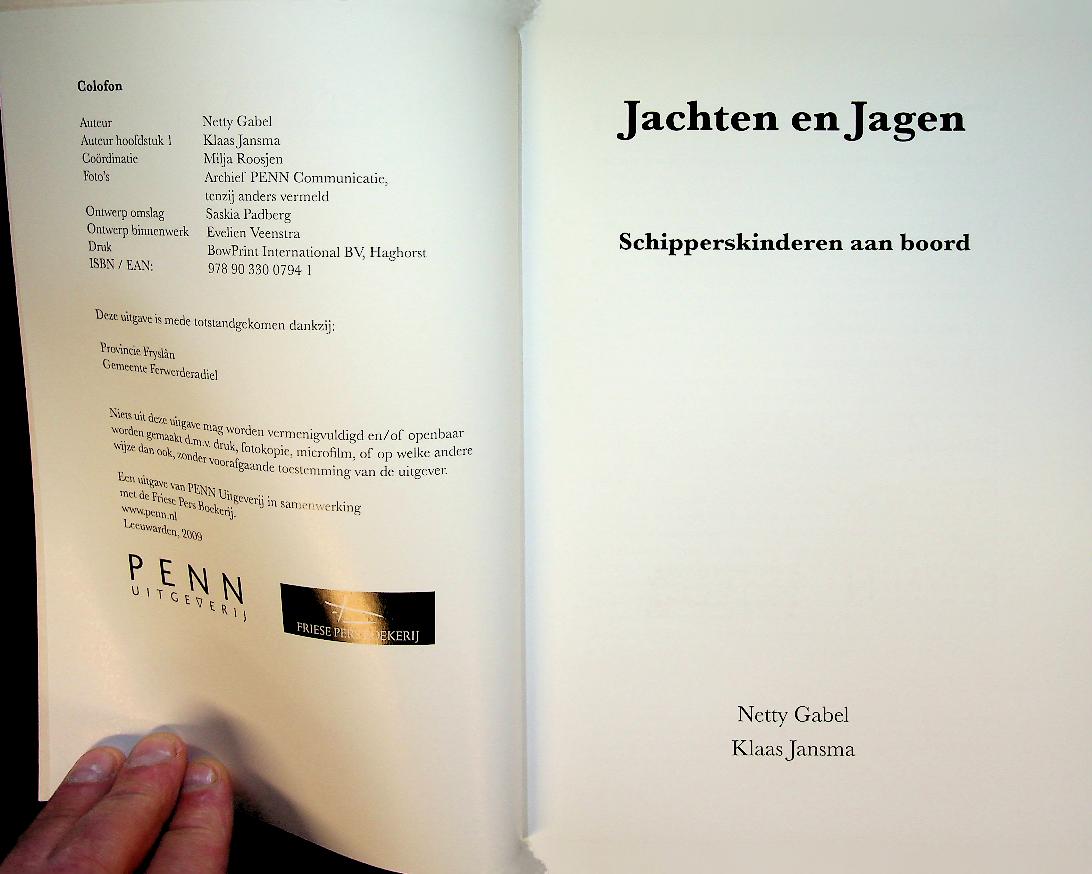 Colofon
Auteur Netty Gabel
Auteur hoofdstuk 1 Klaas Jansma
Coördinatie Milja Roosjen
Foto's Archief PENN Communicatie,
tenzij anders vermeld
Ontwerp omslag Saskia Padberg
Ontwerp binnenwerk Evelien Veenstra
Druk BowPrint International BV, Haghorst
ISBN / EAN: 978 90 330 0794 1
Deze uitgave is mede totstandgekomen dankzij:
Provincie Fryslân
Gemeente Ferwerderadiel
Niets uit deze uitgave mag worden vermenigvuldigd en/of openbaar
worden gemaakt d.m.v. druk, fotokopie, microfilm, of op welke andere
wijze dan ook, zonder voorafgaande toestemming van de uitgever.
Een uitgave van PENN Uitgeverij in samenwerking
met de Friese Pers Boekerij.
www.penn.nl
Leeuwarden, 2009
PENN
UITGEVERIJ
FRIESE PERS BOEKERIJ
Jachten en Jagen
Schipperskinderen aan boord
Netty Gabel
Klaas Jansma